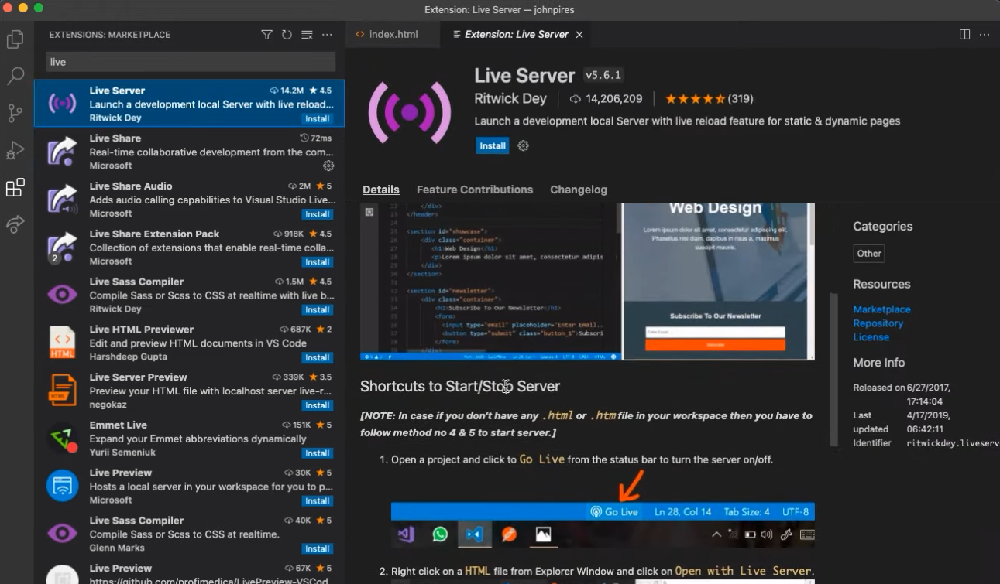 Extension: Live Server — johnpires
EXTENSIONS: MARKETPLACE
live
Live Server 14.2M ★ 4.5
Launch a development local Server with live reload...
Ritwick Dey Install
Live Share 72ms
Real-time collaborative development from the com...
Microsoft
Live Share Audio 2M ★ 5
Adds audio calling capabilities to Visual Studio Live...
Microsoft Install
2
Live Share Extension Pack 918K ★ 4.5
Collection of extensions that enable real-time colla...
Microsoft Install
Live Sass Compiler 1.5M ★ 4.5
Compile Sass or Scss to CSS at realtime with live b...
Ritwick Dey Install
HTML
Live HTML Previewer 687K ★ 2
Edit and preview HTML documents in VS Code
Harshdeep Gupta Install
Live Server Preview 339K ★ 3.5
Preview your HTML file with localhost server live-r...
negokaz Install
Emmet Live 151K ★ 5
Expand your Emmet abbreviations dynamically
Yurii Semeniuk Install
Live Preview 30K ★ 5
Hosts a local server in your workspace for you to p...
Microsoft Install
Live Sass Compiler 40K ★ 5
Compile Sass or Scss to CSS at realtime.
Glenn Marks Install
Live Preview 67K ★ 5
https://github.com/profimedica/LivePreview-VSCod
index.html
Extension: Live Server
Live Server v5.6.1
Ritwick Dey 14,206,209 ★★★★★ (319)
Launch a development local Server with live reload feature for static & dynamic pages
Install
Details Feature Contributions Changelog
</div>
</header>
<section id="showcase">
<div class="container">
<h1>Web Design</h1>
<p>Lorem ipsum dolor sit amet, consectetur adipis
</div>
</section>
<section id="newsletter">
<div class="container">
<h1>Subscribe To Our Newsletter</h1>
<form>
<input type="email" placeholder="Enter Email..
<button type="submit" class="button_1">Subscri
</form>
</div>
Web Design
Lorem ipsum dolor sit amet, consectetur adipiscing elit.
Subscribe To Our Newsletter
Shortcuts to Start/Stop Server
[NOTE: In case if you don't have any .html or .htm file in your workspace then you have to
follow method no 4 & 5 to start server.]
1. Open a project and click to Go Live from the status bar to turn the server on/off.
Go Live Ln 28, Col 14 Tab Size: 4 UTF-8
2. Right click on a HTML file from Explorer Window and click on Open with Live Server.
Categories
Other
Resources
Marketplace
Repository
License
More Info
Released on 6/27/2017,
17:14:04
Last 4/17/2019,
updated 06:42:11
Identifier ritwickdey.liveserv